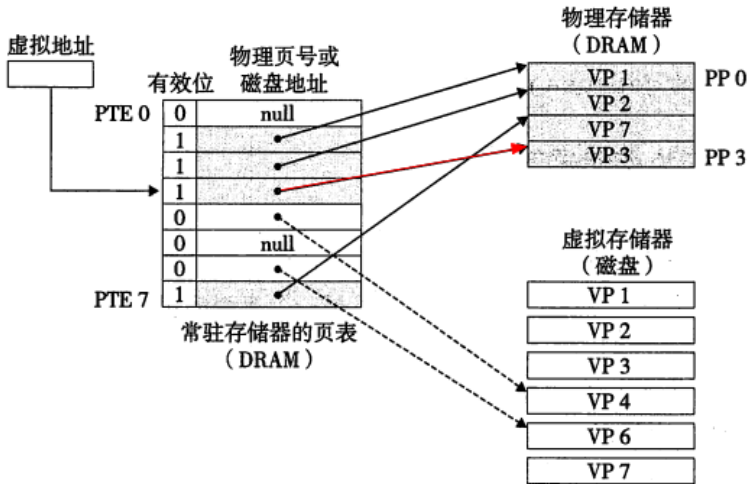 虚拟地址
有效位
物理页号或
磁盘地址
PTE 0
0
null
1
1
1
0
0
null
0
PTE 7
1
常驻存储器的页表
（DRAM）
物理存储器
（DRAM）
VP 1
PP 0
VP 2
VP 7
VP 3
PP 3
虚拟存储器
（磁盘）
VP 1
VP 2
VP 3
VP 4
VP 6
VP 7